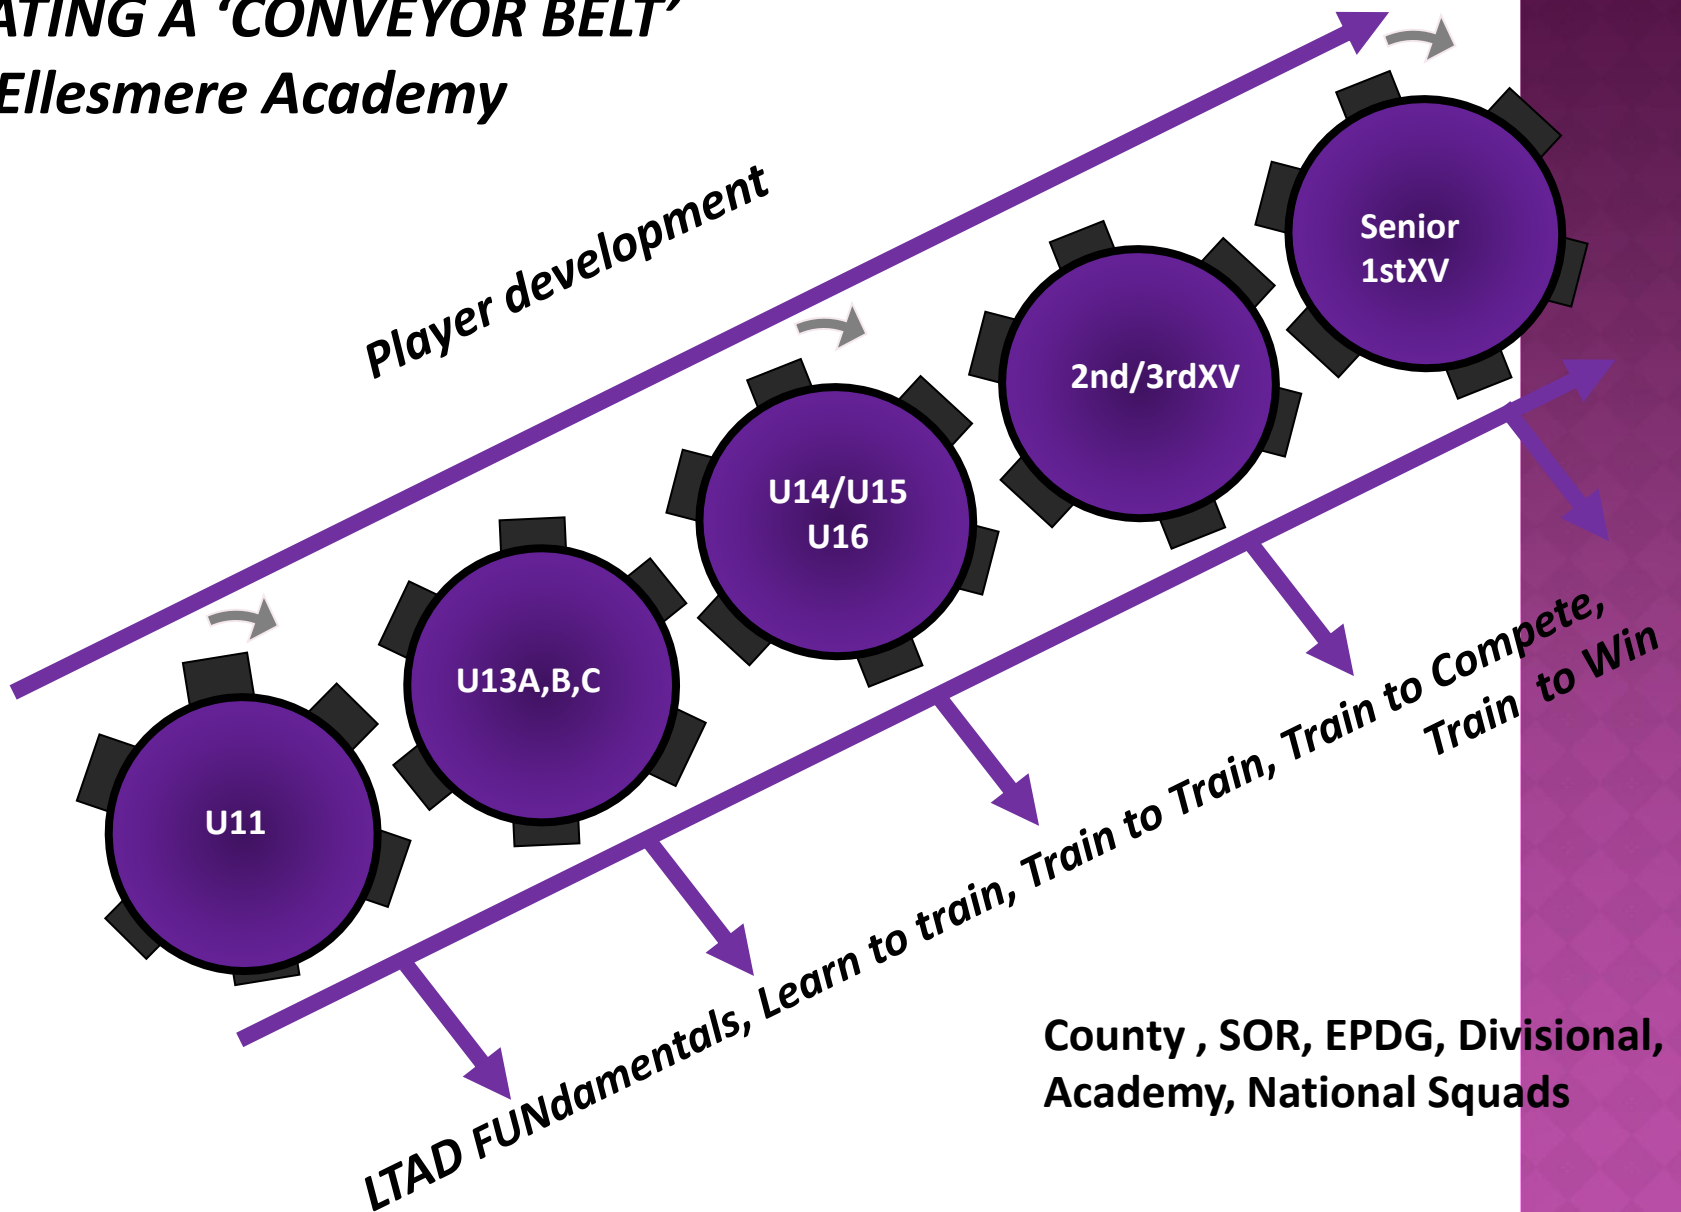 ATING A ‘CONVEYOR BELT’
Ellesmere Academy
Player development
Senior
1stXV
2nd/3rdXV
U14/U15
U16
U13A,B,C
U11
LTAD FUNdamentals, Learn to train, Train to Train, Train to Compete,
Train to Win
County , SOR, EPDG, Divisional,
Academy, National Squads